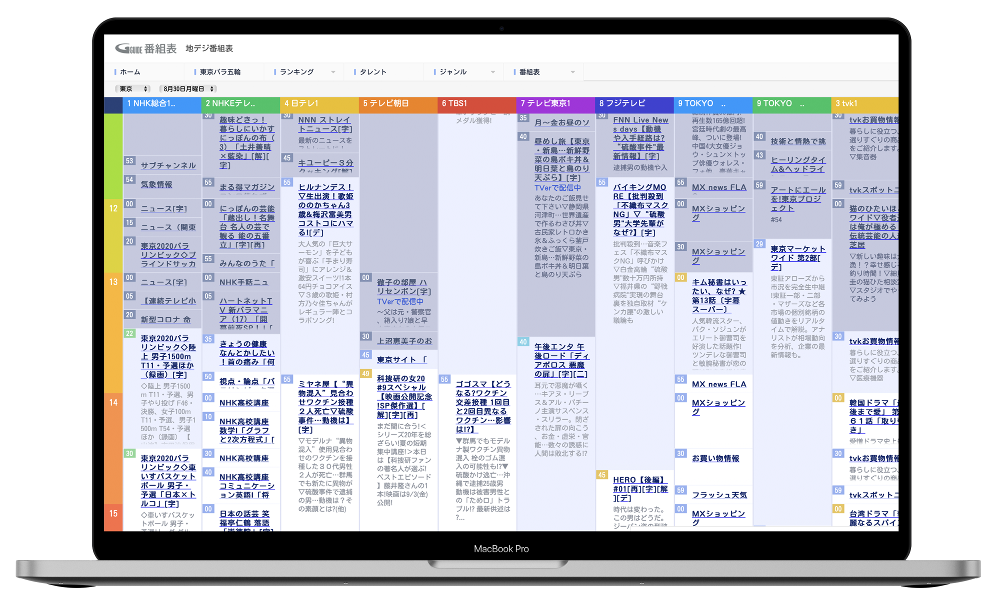 G-GUIDE 番組表 地デジ番組表
ホーム
東京パラ五輪
ランキング
タレント
ジャンル
番組表
東京
8月30日月曜日
1 NHK総合1..
2 NHKEテレ..
4 日テレ1
5 テレビ朝日
6 TBS1
7 テレビ東京1
8 フジテレビ
9 TOKYO ..
9 TOKYO ..
3 tvk1
12
13
14
15
53
サブチャンネル
54
気象情報
00
ニュース[字]
15
ニュース（関東
20
東京2020パラ
リンピック◇ブ
ラインドサッカ
00
ニュース[字]
05
【連続テレビ小
20
新型コロナ 命
22
東京2020パラ
リンピック◇陸
上 男子1500m
T11・予選ほか
（録画）[字]
◇陸上 男子1500
m T11・予選、男
子やり投げ F46・
決勝、女子100m
T11・予選、男子1
500m T54・予選
ほか（録画） 【
30
東京2020パラ
リンピック◇車
いすバスケット
ボール 男子・
予選「日本×ト
ルコ」[字]
◇車いすバスケッ
トボール 男子・
30
趣味どきっ！
暮らしにいかす
にっぽんの布（
3）「土井善晴
×藍染」[解][
字]
55
まる得マガジン
00
にっぽんの芸能
「蔵出し！名舞
台 名人の芸で
観る 能の五番
立」[字][再]
55
みんなのうた「
00
NHK手話ニュ
05
ハートネットT
V 新パラマニ
ア（17）「開
幕前夜SP！！「
35
きょうの健康
なんとかしたい
！首の痛み「何
50
視点・論点「パ
00
NHK高校講座
10
NHK高校講座
数学I「グラフ
と2次方程式」[
30
NHK高校講座
40
NHK高校講座
コミュニケーシ
ョン英語I「将
00
日本の話芸 笑
福亭仁鶴 落語
30
NNN ストレイ
トニュース[字]
最新のニュースを
45
キユーピー３分
クッキング[解]
55
ヒルナンデス！
▽生出演！歌姫
ののかちゃん3
歳&梅沢富美男
コストコにハマ
る![デ]
大人気の「巨大サ
ーモン」を子ども
が喜ぶ「手まり寿
司」にアレンジ&
激安スイーツ!1本
64円チョコアイス
▽３歳の歌姫・村
方乃々佳ちゃんが
レギュラー陣とコ
ラボソング!
55
ミヤネ屋【“異
物混入”見合わ
せワクチン接種
２人死亡▽硫酸
事件…動機は】
[字]
▽モデルナ“異物
混入”使用見合わ
せのワクチンを接
種した３０代男性
２人が死亡…群馬
でも新たに異物が
▽硫酸事件で逮捕
の男…動機は？そ
の素顔とは?(他)
00
徹子の部屋 ハ
リセンボン[字]
TVerで配信中
～父は元・警察官
、箱入り?娘と早
30
上沼恵美子のお
45
東京サイト 「
49
科捜研の女20
#9スペシャル
【映画公開記念
!SP傑作選】[
解][字][再]
まだ間に合う!<
シリーズ20年を総
ざらい!夏の短期
集中講座!>本日
は【科捜研ファン
の著名人が選ぶ!
ベストエピソード
】藤井隆さんの1
本!映画は9/3(金)
公開!
メダル獲得!
55
ゴゴスマ【どう
なる?ワクチン
交差接種 1回目
と2回目異なる
ワクチン…影響
は!?】
▼群馬でもモデル
ナ製ワクチン異物
混入 栓のゴム混
入の可能性も!?▼
硫酸かけ逃亡…沖
縄で逮捕25歳男
動機は被害男性と
の「ため口」トラ
ブル!? 最新供述は
?...
35
月～金お昼のソ
40
昼めし旅【東京
・新島…新鮮野
菜の島ポキ丼＆
明日葉と島のり
天ぷら】[字]
TVerで配信中
あなたのご飯見せ
て下さい▽静岡県
河津町…世界遺産
で作るわさび丼▽
古民家レトロかき
氷＆ふっくら釜戸
炊きご飯▽東京・
新島…新鮮野菜の
島ポキ丼＆明日葉
と島のり天ぷら
40
午後エンタ 午
後ロード「ディ
アボロス 悪魔
の扉」[字][二]
耳元で悪魔が囁く
…キアヌ・リーブ
ス&アル・パチー
ノ主演サスペンス
・スリラー。閉ざ
された扉の向こう
、お金・虚栄・官
能…数々の誘惑に
人間は敗北する!?
30
FNN Live New
s days【動機
や入手経路は?
“硫酸事件”最
新情報】[字]
逮捕男の動機や入
55
バイキングMO
RE【批判殺到
「不織布マスク
NG」▽“硫酸
男”大学先輩が
なぜ?】[字]
批判殺到…音楽フ
ェス「不織布マス
クNG」呼びかけ
▽白金高輪“硫酸
男”数十万円所持
▽福井県の“野戦
病院”実現の舞台
裏を独自取材“ケ
ンカ腰”の激しい
議論も
45
HERO【後編】
#01[再][字][解
][デ]
時代は変わった。
この男はどうだ。
ジーパン姿の型破
再生数165億回超!
宮廷時代劇の最高
峰、ついに登場!
中国4大女優ジョ
ウ・シュン×トッ
プ俳優ウォレス・
フォ他、豪華キャ
55
MX news FLA
00
MXショッピン
グ
30
MXショッピン
グ
00
キム秘書はいっ
たい、なぜ? ★
第13話〔字幕
スーパー〕
人気韓流スター、
パク・ソジュンが
エリート御曹司を
好演した話題作!
ツンデレな御曹司
と敏腕秘書が恋の
55
MX news FLA
00
MXショッピン
グ
30
お買い物情報
59
フラッシュ天気
00
MXショッピン
グ
40
技術と情熱で挑
43
ヒーリングタイ
ム&ヘッドライ
59
アートにエール
を!東京プロジ
ェクト
#54
29
東京マーケット
ワイド 第2部[
デ]
東証アローズから
市況を完全生中継
!東証一部・二部
・マザーズなど各
市場の個別銘柄の
値動きをリアルタ
イムで解説。アナ
リストが相場動向
を分析、企業の最
新情報も。
30
tvkお買物情報
暮らしに役立つ、
選りすぐりの商品
をご紹介します。
▽集音器
59
tvkスポットニ
00
猫のひたいほ
ワイド▽役者
は俺が極める
伝統芸能の人
芝居
▽新しい趣味は
漁！？幸せ感じ
釣り時間！▽細
圭の猫ひた相談
▽スタジオでや
てみよう
30
tvkお買物情報
暮らしに役立つ、
選りすぐりの商品
をご紹介します。
▽医療機器
00
韓国ドラマ「
後まで愛」 第
６１話「取り
き」
愛憎ドラマ史上
30
tvkお買物情報
暮らしに役立つ、
選りすぐりの商品
59
tvkスポットニ
00
台湾ドラマ「
麗なるスパイ
MacBook Pro